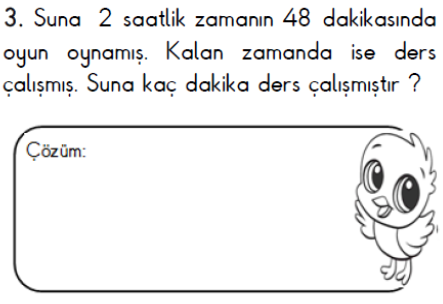 3. Suna 2 saatlik zamanın 48 dakikasında
oyun oynamış. Kalan zamanda ise ders
çalışmış. Suna kaç dakika ders çalışmıştır ?
Çözüm: